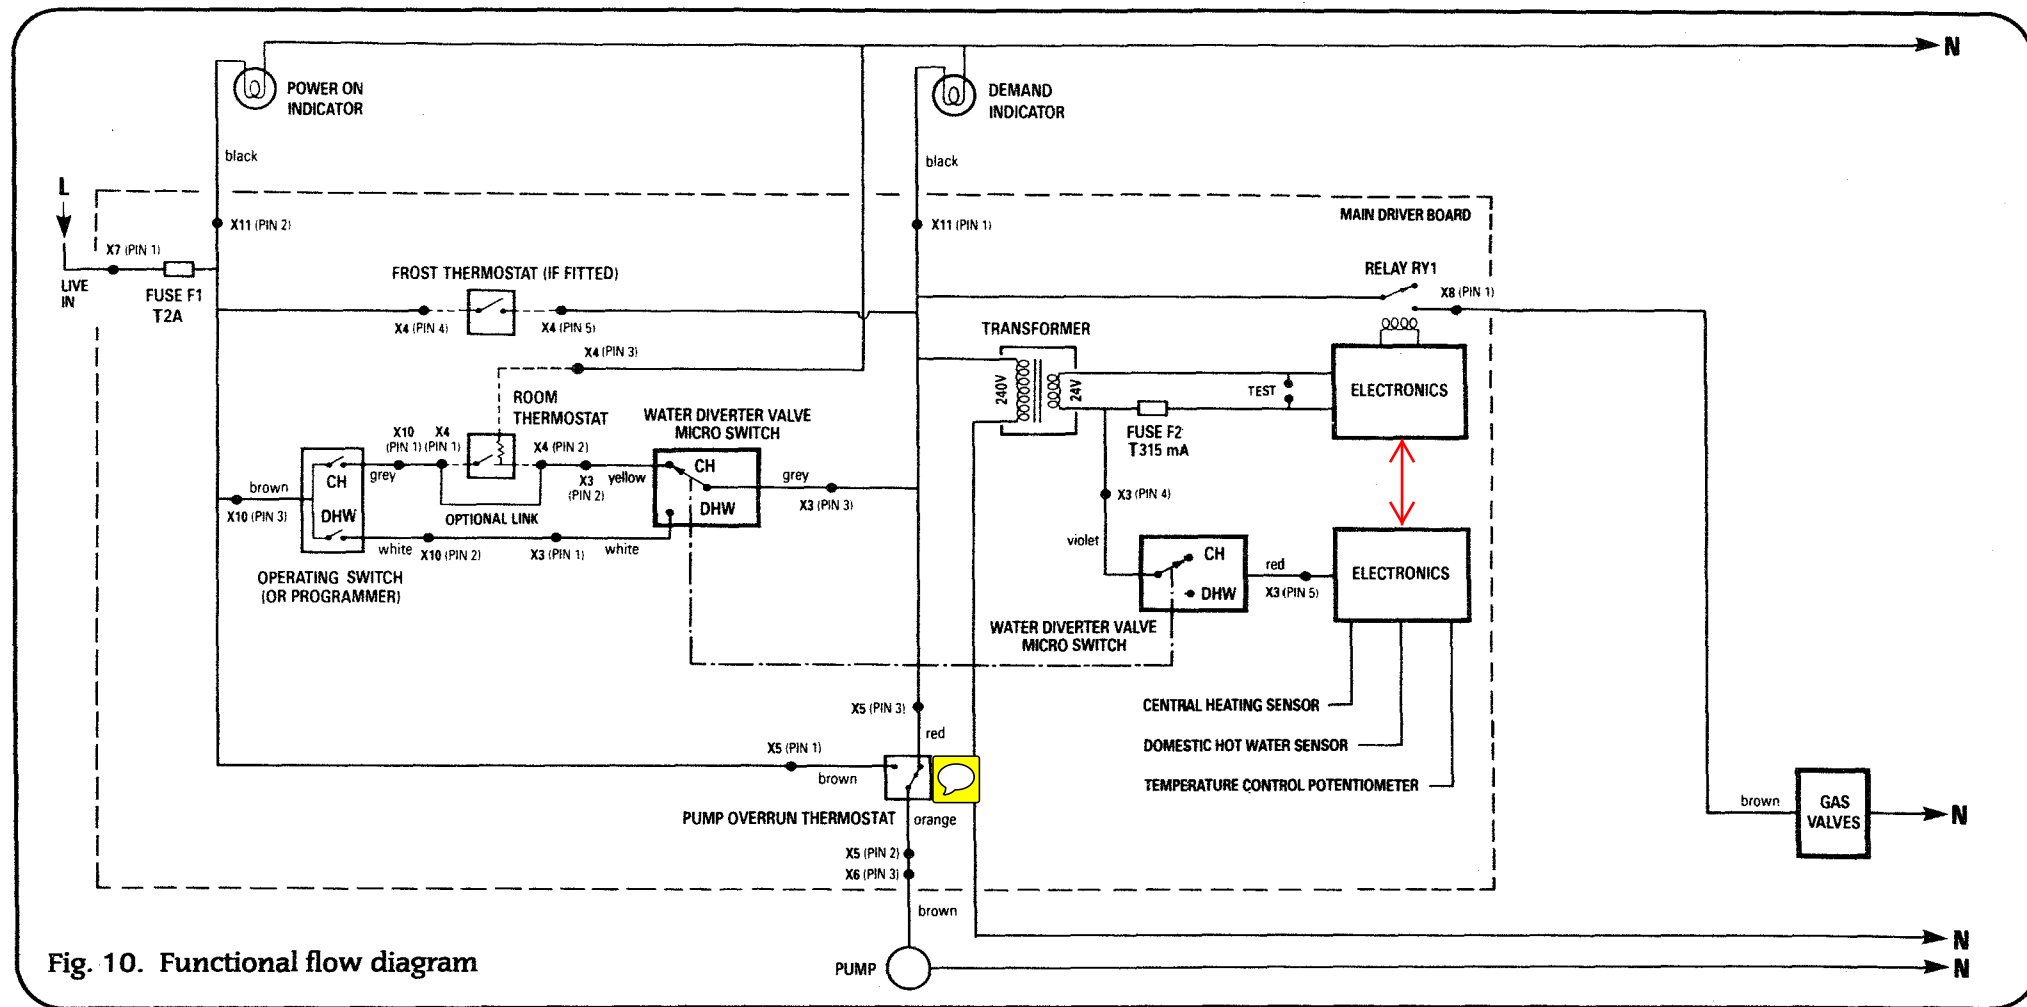 N
POWER ON
INDICATOR
DEMAND
INDICATOR
black
black
L
MAIN DRIVER BOARD
X11 (PIN 2)
X11 (PIN 1)
X7 (PIN 1)
LIVE
IN
FUSE F1
T2A
FROST THERMOSTAT (IF FITTED)
RELAY RY1
X8 (PIN 1)
X4 (PIN 4)
X4 (PIN 5)
TRANSFORMER
X4 (PIN 3)
240V
24V
TEST
ELECTRONICS
ROOM
THERMOSTAT
WATER DIVERTER VALVE
MICRO SWITCH
FUSE F2
T315 mA
X10
(PIN 1)
X4
(PIN 1)
X4 (PIN 2)
grey
CH
X3
(PIN 2)
yellow
CH
grey
brown
X10 (PIN 3)
DHW
OPTIONAL LINK
DHW
X3 (PIN 3)
X3 (PIN 4)
white
X10 (PIN 2)
X3 (PIN 1)
white
violet
CH
red
ELECTRONICS
DHW
X3 (PIN 5)
OPERATING SWITCH
(OR PROGRAMMER)
WATER DIVERTER VALVE
MICRO SWITCH
X5 (PIN 3)
red
CENTRAL HEATING SENSOR
X5 (PIN 1)
brown
DOMESTIC HOT WATER SENSOR
TEMPERATURE CONTROL POTENTIOMETER
PUMP OVERRUN THERMOSTAT
orange
brown
GAS
VALVES
N
X5 (PIN 2)
X6 (PIN 3)
brown
N
Fig. 10. Functional flow diagram
PUMP
N